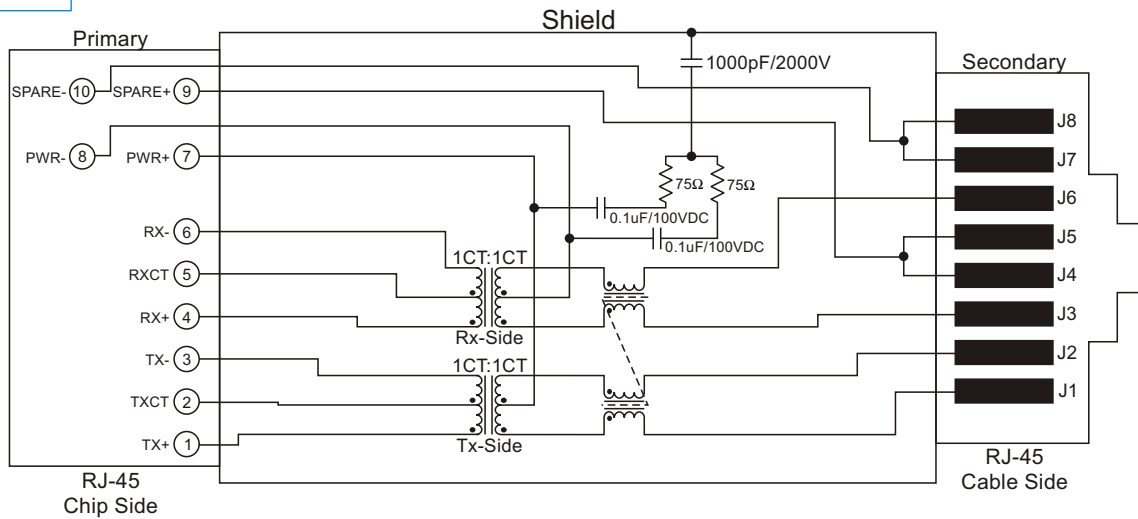 Shield
Primary
Secondary
1000pF/2000V
SPARE- 10 SPARE+ 9
PWR- 8 PWR+ 7
75Ω 75Ω
0.1uF/100VDC
0.1uF/100VDC
RX- 6
RXCT 5
RX+ 4
TX- 3
TXCT 2
TX+ 1
1CT:1CT
Rx-Side
1CT:1CT
Tx-Side
J8
J7
J6
J5
J4
J3
J2
J1
RJ-45
Chip Side
RJ-45
Cable Side